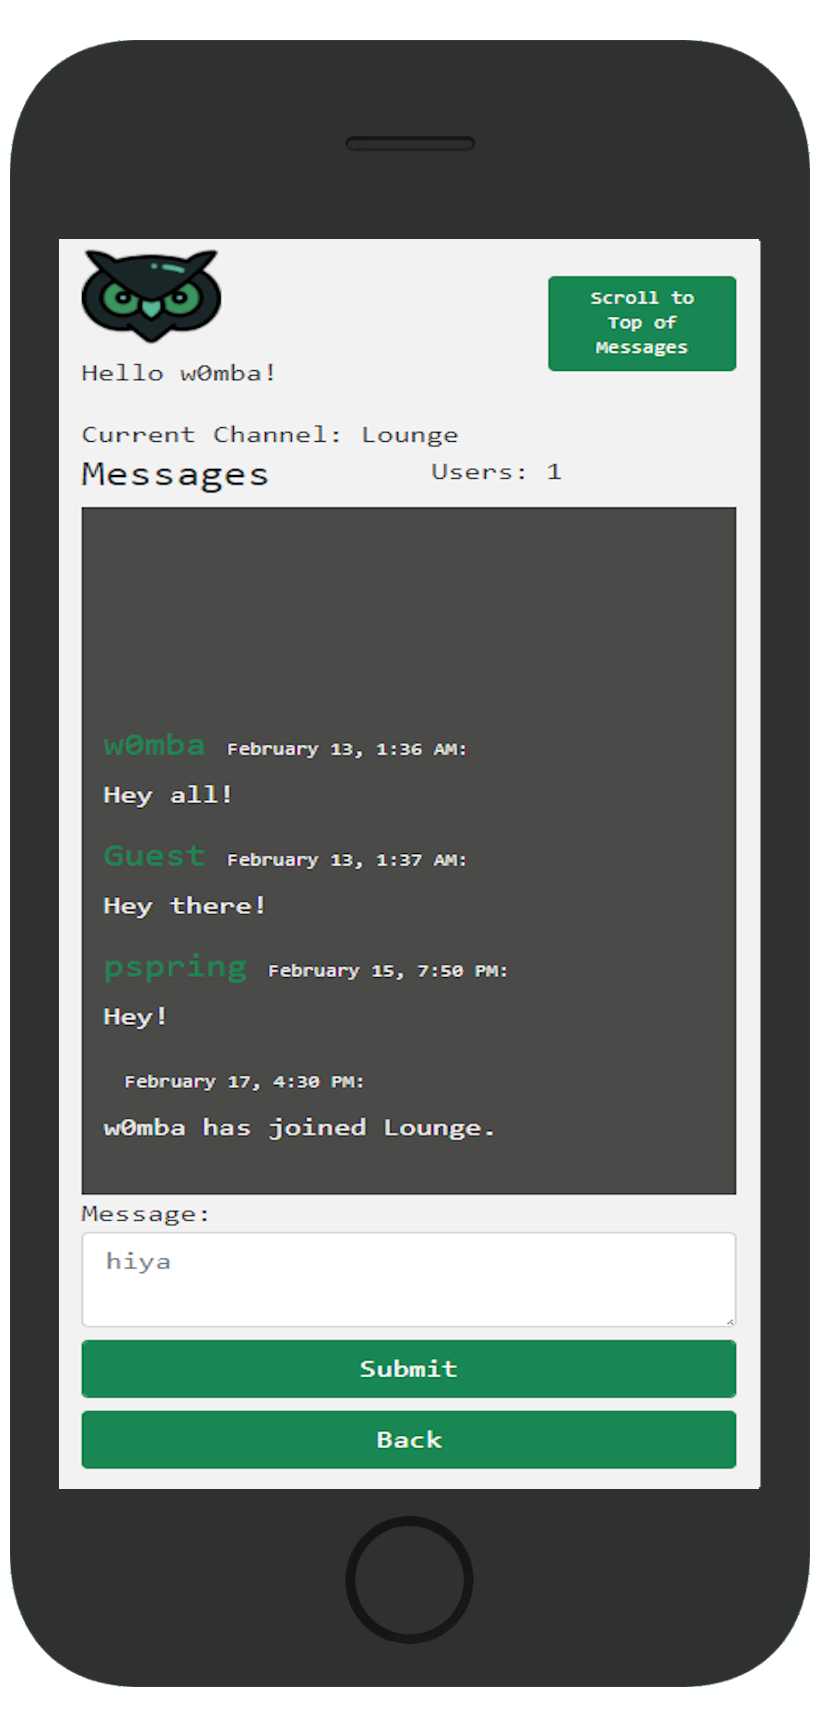 Scroll to
Top of
Messages
Hello w0mba!
Current Channel: Lounge
Messages Users: 1
w0mba February 13, 1:36 AM:
Hey all!
Guest February 13, 1:37 AM:
Hey there!
pspring February 15, 7:50 PM:
Hey!
February 17, 4:30 PM:
w0mba has joined Lounge.
Message:
hiya
Submit
Back